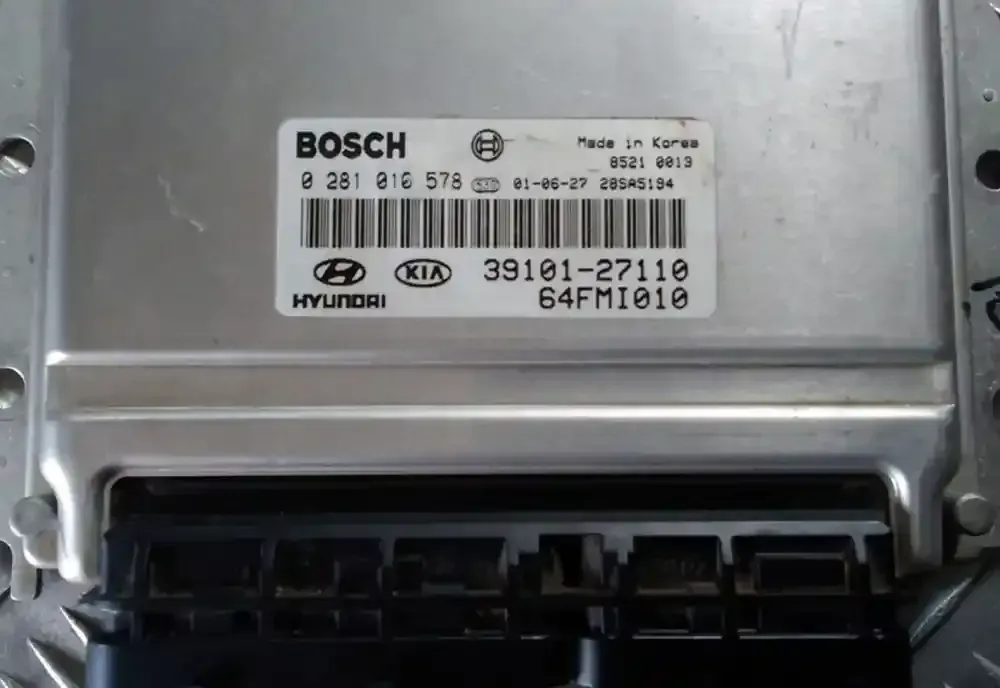 BOSCH
Made in Korea
8521 0013
0 281 010 578 01-06-27 28SA5194
HYUNDAI KIA 39101-27110
64FMI010